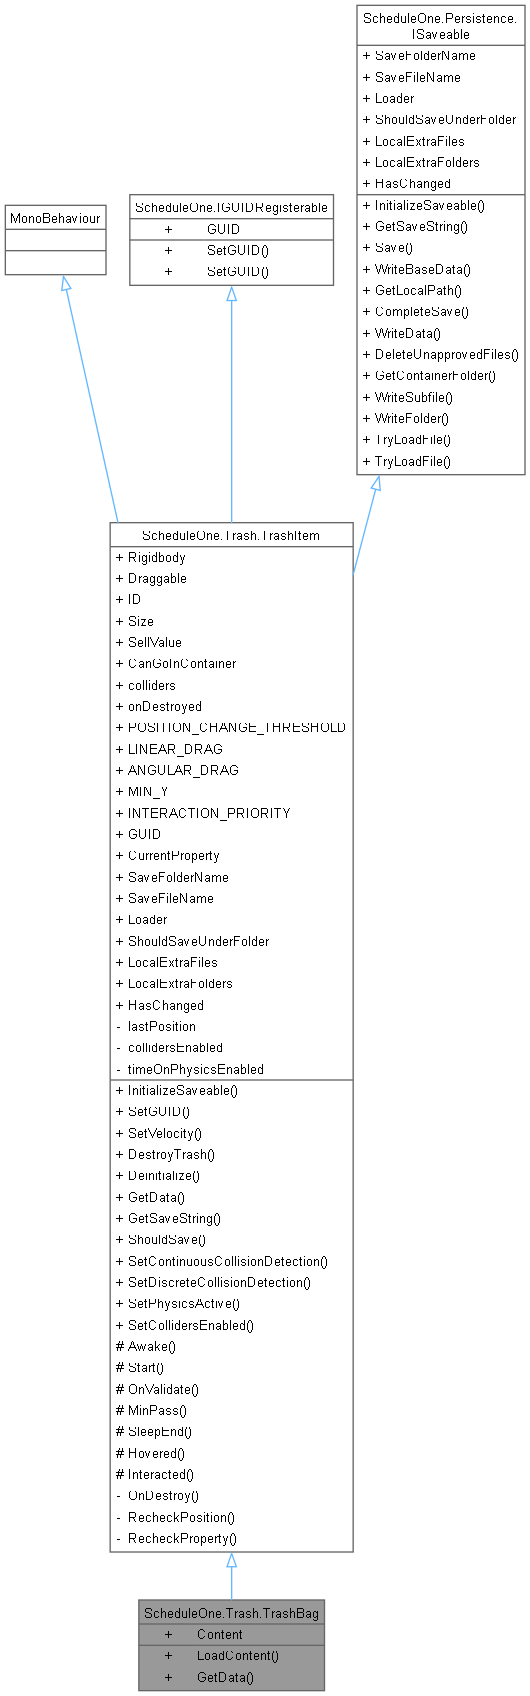 ScheduleOne.Persistence.
ISaveable
+ SaveFolderName
+ SaveFileName
+ Loader
+ ShouldSaveUnderFolder
+ LocalExtraFiles
+ LocalExtraFolders
+ HasChanged
+ InitializeSaveable()
+ GetSaveString()
+ Save()
+ WriteBaseData()
+ GetLocalPath()
+ CompleteSave()
+ WriteData()
+ DeleteUnapprovedFiles()
+ GetContainerFolder()
+ WriteSubfile()
+ WriteFolder()
+ TryLoadFile()
+ TryLoadFile()
MonoBehaviour
ScheduleOne.IGUIDRegisterable
+ GUID
+ SetGUID()
+ SetGUID()
ScheduleOne.Trash.TrashItem
+ Rigidbody
+ Draggable
+ ID
+ Size
+ SellValue
+ CanGoInContainer
+ colliders
+ onDestroyed
+ POSITION_CHANGE_THRESHOLD
+ LINEAR_DRAG
+ ANGULAR_DRAG
+ MIN_Y
+ INTERACTION_PRIORITY
+ GUID
+ CurrentProperty
+ SaveFolderName
+ SaveFileName
+ Loader
+ ShouldSaveUnderFolder
+ LocalExtraFiles
+ LocalExtraFolders
+ HasChanged
- lastPosition
- collidersEnabled
- timeOnPhysicsEnabled
+ InitializeSaveable()
+ SetGUID()
+ SetVelocity()
+ DestroyTrash()
+ Deinitialize()
+ GetData()
+ GetSaveString()
+ ShouldSave()
+ SetContinuousCollisionDetection()
+ SetDiscreteCollisionDetection()
+ SetPhysicsActive()
+ SetCollidersEnabled()
# Awake()
# Start()
# OnValidate()
# MinPass()
# SleepEnd()
# Hovered()
# Interacted()
- OnDestroy()
- RecheckPosition()
- RecheckProperty()
ScheduleOne.Trash.TrashBag
+ Content
+ LoadContent()
+ GetData()